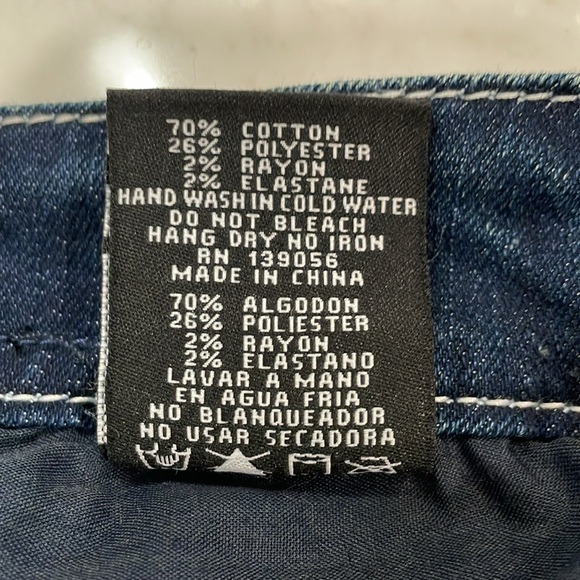 70% COTTON
26% POLYESTER
2% RAYON
2% ELASTANE
HAND WASH IN COLD WATER
DO NOT BLEACH
HANG DRY NO IRON
RN 139056
MADE IN CHINA
70% ALGODON
26% POLIESTER
2% RAYON
2% ELASTANO
LAVAR A MANO
EN AGUA FRIA
NO BLANQUEADOR
NO USAR SECADORA